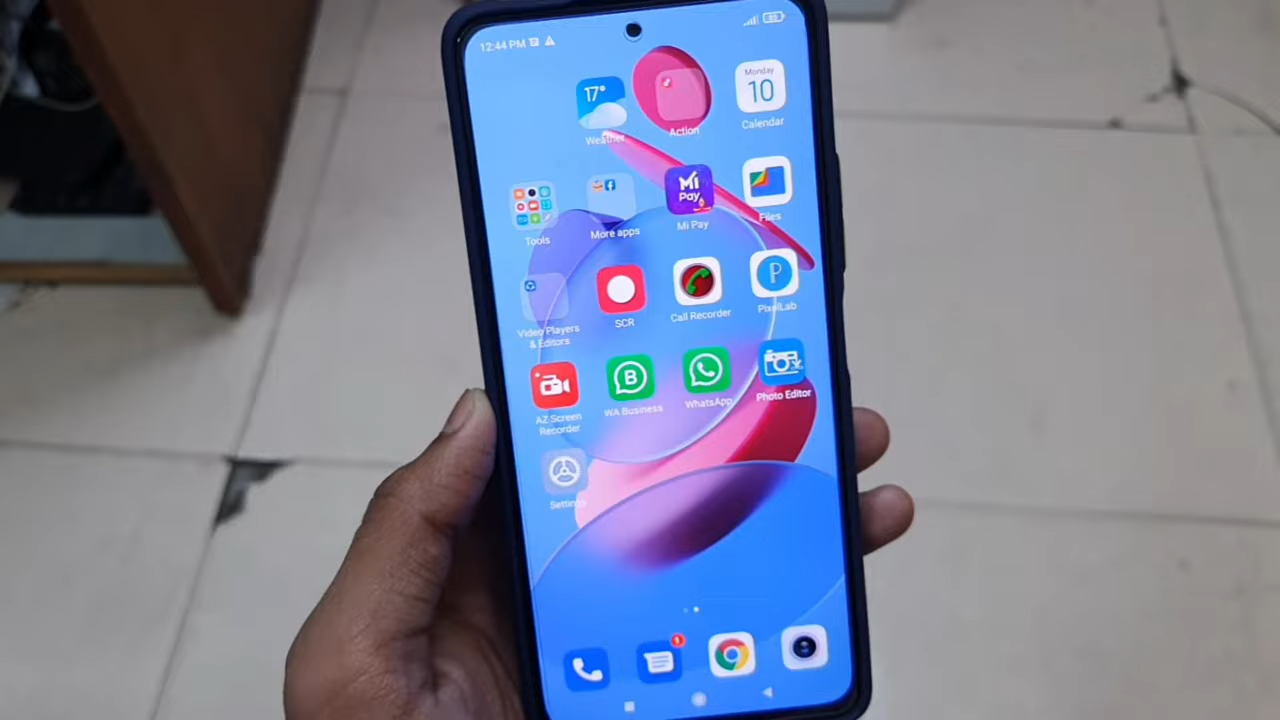 12:44 PM
17°
Weather
Action
Monday
10
Calendar
Tools
More apps
Mi
Pay
Mi Pay
Files
Video Players
& Editors
SCR
Call Recorder
P
PixelLab
AZ Screen
Recorder
B
WA Business
WhatsApp
Photo Editor
Settings